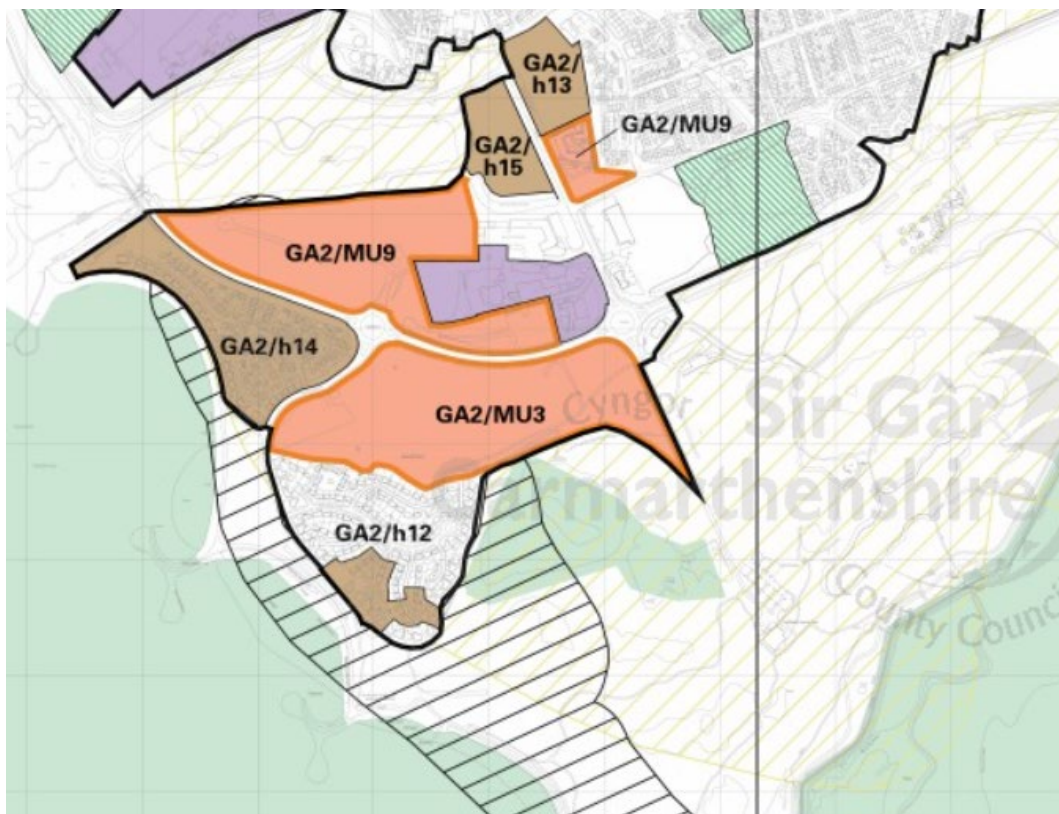 GA2/
h13
GA2/MU9
GA2/
h15
GA2/MU9
GA2/h14
GA2/MU3
Cyngor
Sir Gâr
Carmarthenshire
GA2/h12
County Counc